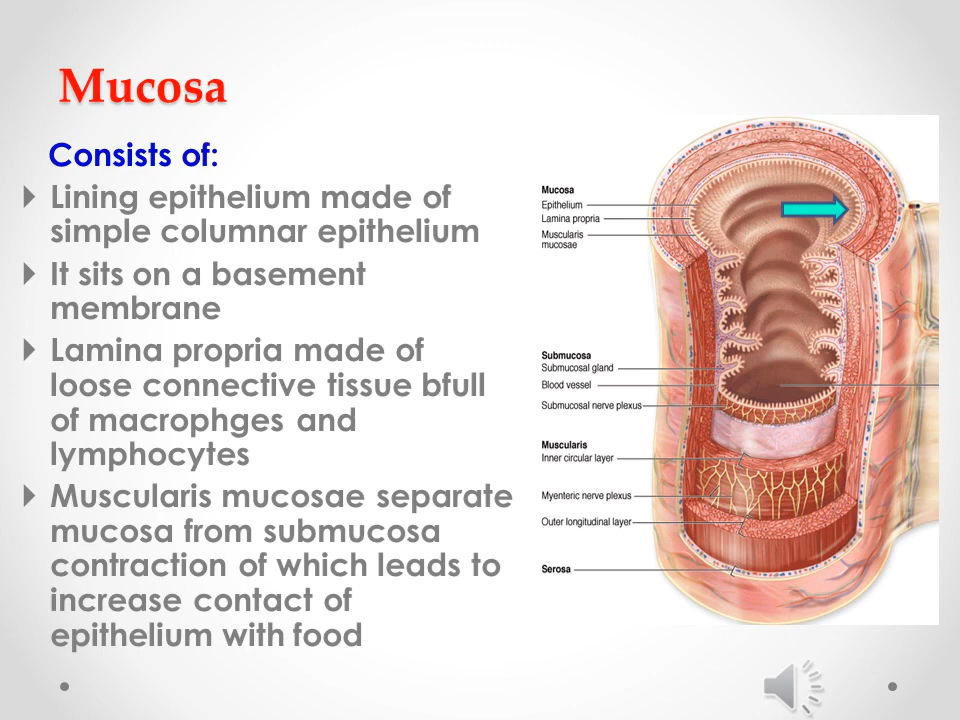 Mucosa
Consists of:
Lining epithelium made of
simple columnar epithelium
It sits on a basement
membrane
Lamina propria made of
loose connective tissue bfull
of macrophges and
lymphocytes
Muscularis mucosae separate
mucosa from submucosa
contraction of which leads to
increase contact of
epithelium with food
Mucosa
Epithelium
Lamina propria
Muscularis
mucosae
Submucosa
Submucosal gland
Blood vessel
Submucosal nerve plexus
Muscularis
Inner circular layer
Myenteric nerve plexus
Outer longitudinal layer
Serosa